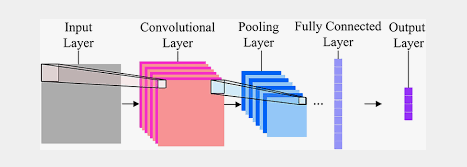 Input
Layer
Convolutional
Layer
Pooling
Layer
Fully Connected
Layer
Output
Layer
...